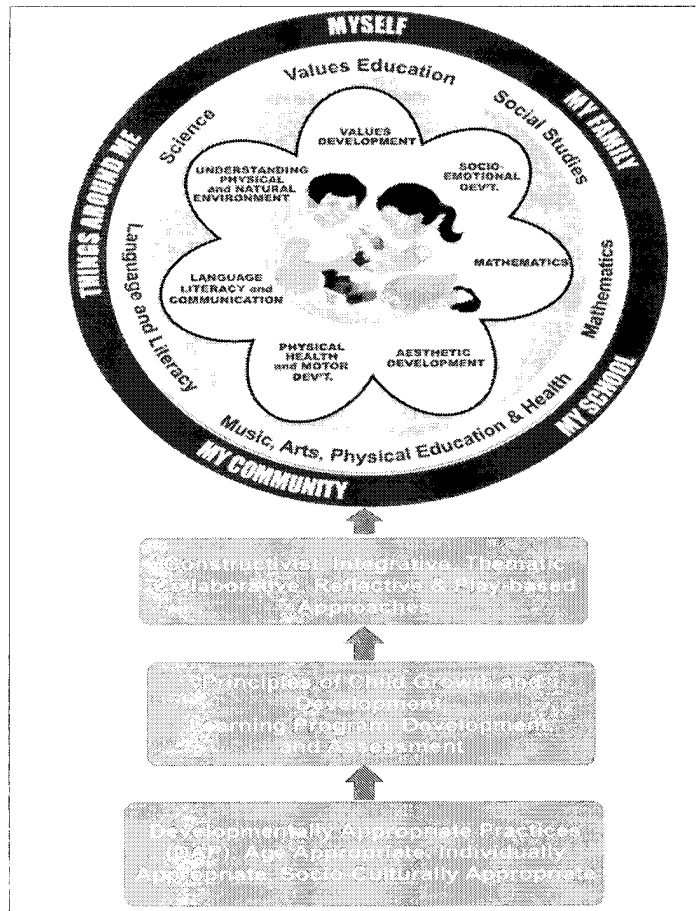 MYSELF
MY FAMILY
MY SCHOOL
MY COMMUNITY
THINGS AROUND ME
Values Education
Social Studies
Mathematics
Music, Arts, Physical Education & Health
Language and Literacy
Science
VALUES
DEVELOPMENT
SOCIO-
EMOTIONAL
DEV'T.
MATHEMATICS
AESTHETIC
DEVELOPMENT
PHYSICAL
HEALTH
and MOTOR
DEV'T.
LANGUAGE
LITERACY and
COMMUNICATION
UNDERSTANDING
PHYSICAL
and NATURAL
ENVIRONMENT
Constructivist, Integrative, Thematic
Collaborative, Reflective & Play-based
Approaches
Principles of Child Growth and
Development
Learning Program Development
and Assessment
Developmentally Appropriate Practices
(DAP): Age Appropriate, Individually
Appropriate, Socio-Culturally Appropriate